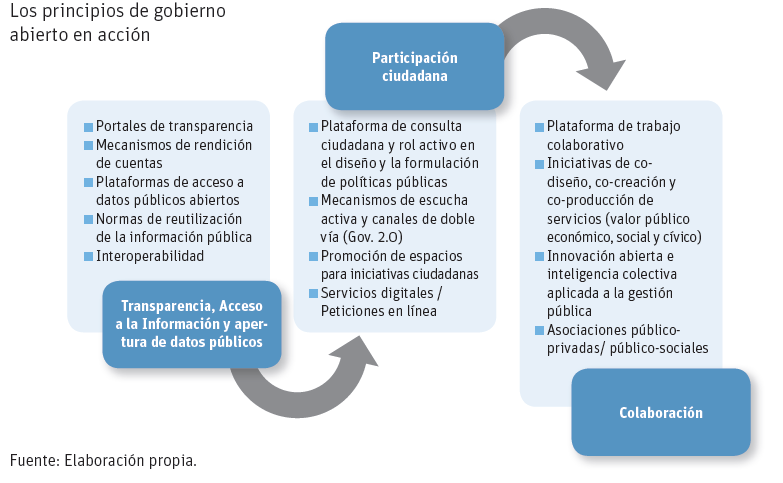 Los principios de gobierno
abierto en acción
Portales de transparencia
Mecanismos de rendición
de cuentas
Plataformas de acceso a
datos públicos abiertos
Normas de reutilización
de la información pública
Interoperabilidad
Transparencia, Acceso
a la Información y aper-
tura de datos públicos
Participación
ciudadana
Plataforma de consulta
ciudadana y rol activo en
el diseño y la formulación
de políticas públicas
Mecanismos de escucha
activa y canales de doble
vía (Gov. 2.0)
Promoción de espacios
para iniciativas ciudadanas
Servicios digitales /
Peticiones en línea
Plataforma de trabajo
colaborativo
Iniciativas de co-
diseño, co-creación y
co-producción de
servicios (valor público
económico, social y cívico)
Innovación abierta e
inteligencia colectiva
aplicada a la gestión
pública
Asociaciones público-
privadas/ público-sociales
Colaboración
Fuente: Elaboración propia.